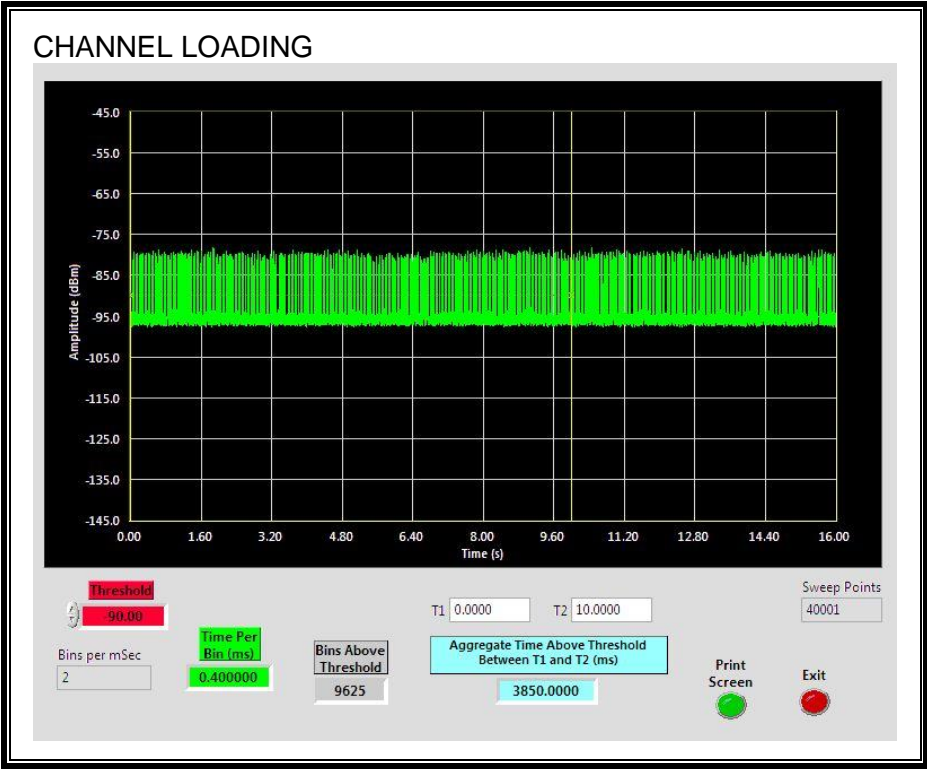 CHANNEL LOADING
-45.0
-55.0
-65.0
-75.0
-85.0
-95.0
-105.0
-115.0
-125.0
-135.0
-145.0
Amplitude (dBm)
0.00 1.60 3.20 4.80 6.40 8.00 9.60 11.20 12.80 14.40 16.00
Time (s)
Threshold
-90.00
Bins per mSec
2
Time Per
Bin (ms)
0.400000
Bins Above
Threshold
9625
T1 0.0000 T2 10.0000
Aggregate Time Above Threshold
Between T1 and T2 (ms)
3850.0000
Sweep Points
40001
Print
Screen
Exit